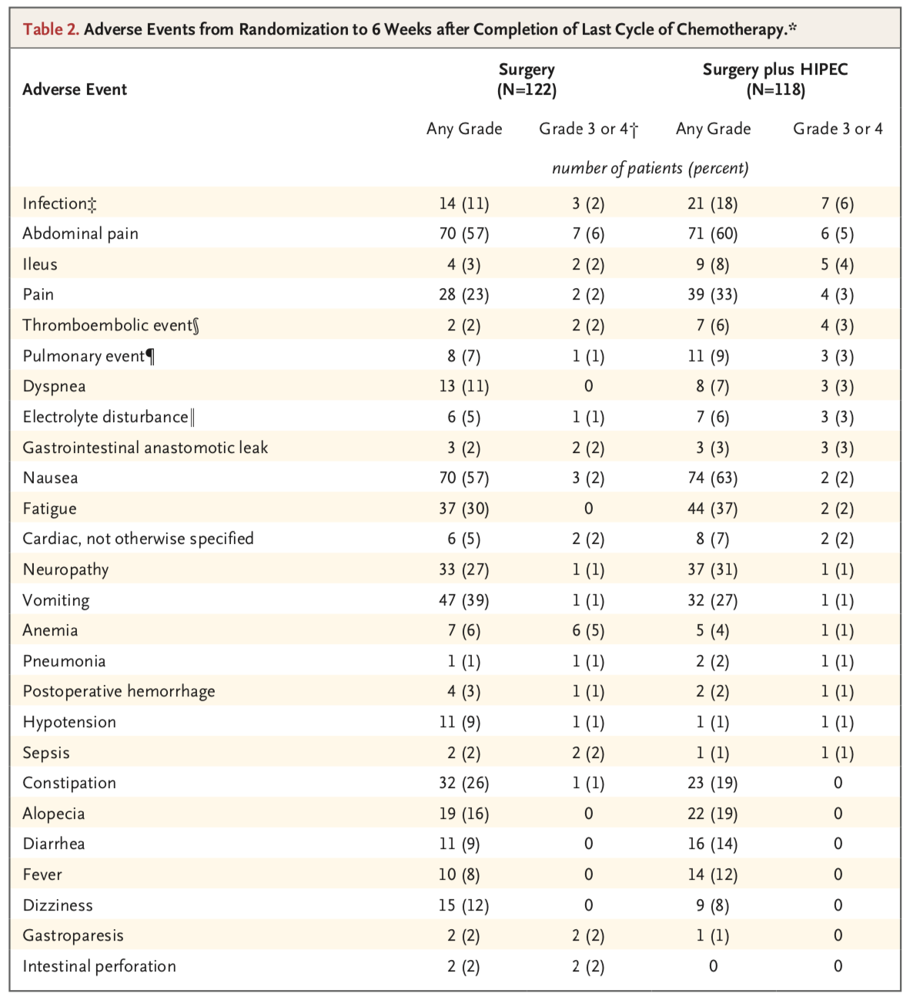 Table 2. Adverse Events from Randomization to 6 Weeks after Completion of Last Cycle of Chemotherapy.*
Adverse Event Surgery (N=122) Surgery plus HIPEC (N=118)
Any Grade Grade 3 or 4† Any Grade Grade 3 or 4
number of patients (percent)
Infection‡ 14 (11) 3 (2) 21 (18) 7 (6)
Abdominal pain 70 (57) 7 (6) 71 (60) 6 (5)
Ileus 4 (3) 2 (2) 9 (8) 5 (4)
Pain 28 (23) 2 (2) 39 (33) 4 (3)
Thromboembolic event§ 2 (2) 2 (2) 7 (6) 4 (3)
Pulmonary event¶ 8 (7) 1 (1) 11 (9) 3 (3)
Dyspnea 13 (11) 0 8 (7) 3 (3)
Electrolyte disturbance‖ 6 (5) 1 (1) 7 (6) 3 (3)
Gastrointestinal anastomotic leak 3 (2) 2 (2) 3 (3) 3 (3)
Nausea 70 (57) 3 (2) 74 (63) 2 (2)
Fatigue 37 (30) 0 44 (37) 2 (2)
Cardiac, not otherwise specified 6 (5) 2 (2) 8 (7) 2 (2)
Neuropathy 33 (27) 1 (1) 37 (31) 1 (1)
Vomiting 47 (39) 1 (1) 32 (27) 1 (1)
Anemia 7 (6) 6 (5) 5 (4) 1 (1)
Pneumonia 1 (1) 1 (1) 2 (2) 1 (1)
Postoperative hemorrhage 4 (3) 1 (1) 2 (2) 1 (1)
Hypotension 11 (9) 1 (1) 1 (1) 1 (1)
Sepsis 2 (2) 2 (2) 1 (1) 1 (1)
Constipation 32 (26) 1 (1) 23 (19) 0
Alopecia 19 (16) 0 22 (19) 0
Diarrhea 11 (9) 0 16 (14) 0
Fever 10 (8) 0 14 (12) 0
Dizziness 15 (12) 0 9 (8) 0
Gastroparesis 2 (2) 2 (2) 1 (1) 0
Intestinal perforation 2 (2) 2 (2) 0 0